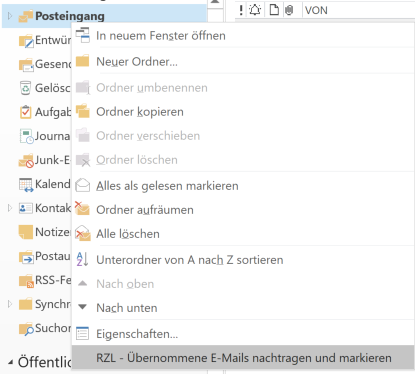 Posteingang
VON
Entwür
In neuem Fenster öffnen
Gesend
Neuer Ordner...
Gelösc
Ordner umbenennen
Aufgab
Ordner kopieren
Journa
Ordner verschieben
Junk-E
Ordner löschen
Kalend
Alles als gelesen markieren
Kontak
Ordner aufräumen
Notize
Alle löschen
Postau
Unterordner von A nach Z sortieren
RSS-Fe
Nach oben
Synchr
Nach unten
Suchor
Eigenschaften...
Öffentlic
RZL - Übernommene E-Mails nachtragen und markieren